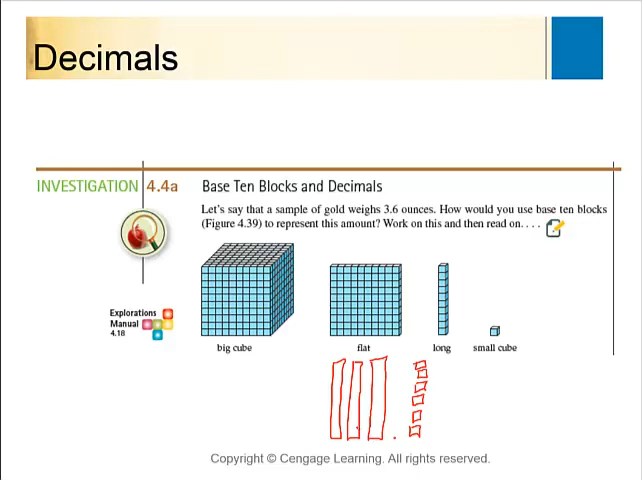 Decimals
INVESTIGATION 4.4a Base Ten Blocks and Decimals
Let's say that a sample of gold weighs 3.6 ounces. How would you use base ten blocks
(Figure 4.39) to represent this amount? Work on this and then read on. . . .
Explorations
Manual
4.18
big cube flat long small cube
Copyright © Cengage Learning. All rights reserved.